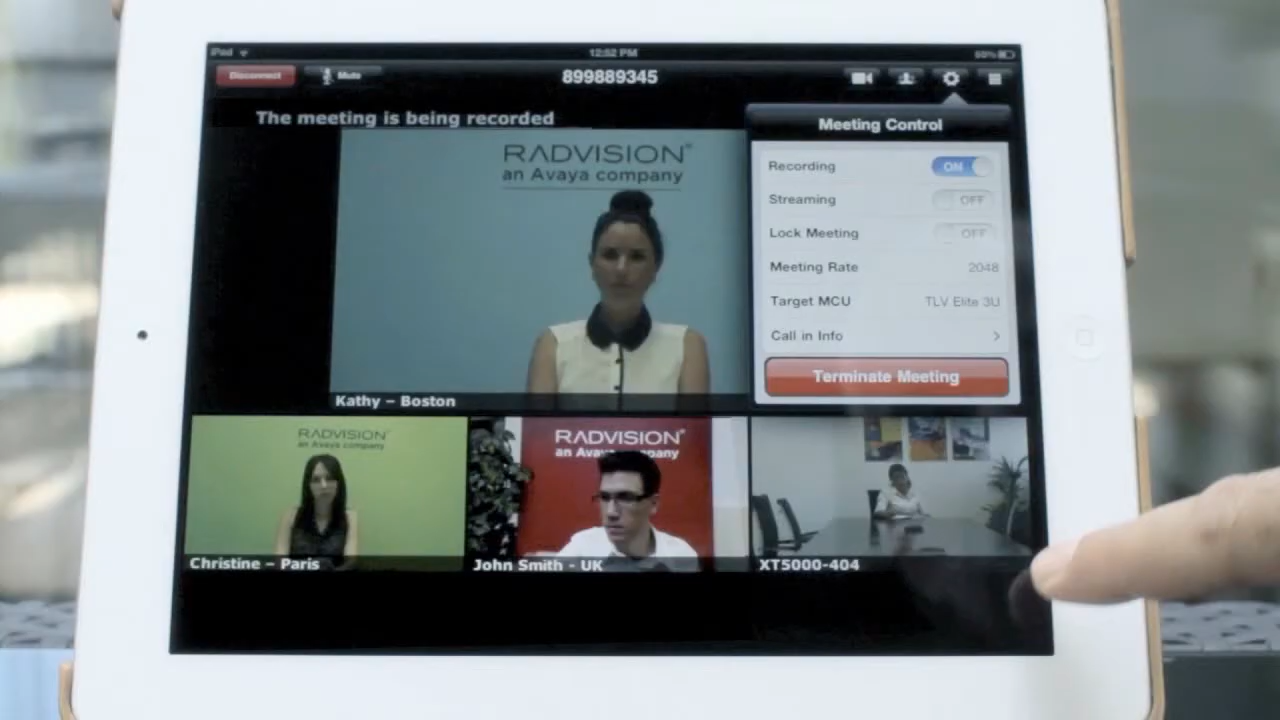 iPad 12:52 PM 55%
Disconnect Mute 899889345
The meeting is being recorded
Meeting Control
RADVISION®
an Avaya company
Recording ON
Streaming OFF
Lock Meeting OFF
Meeting Rate 2048
Target MCU TLV Elite 3U
Call in Info
Terminate Meeting
Kathy – Boston
RADVISION
an Avaya company
RADVISION®
an Avaya company
Christine – Paris
John Smith - UK
XT5000-404